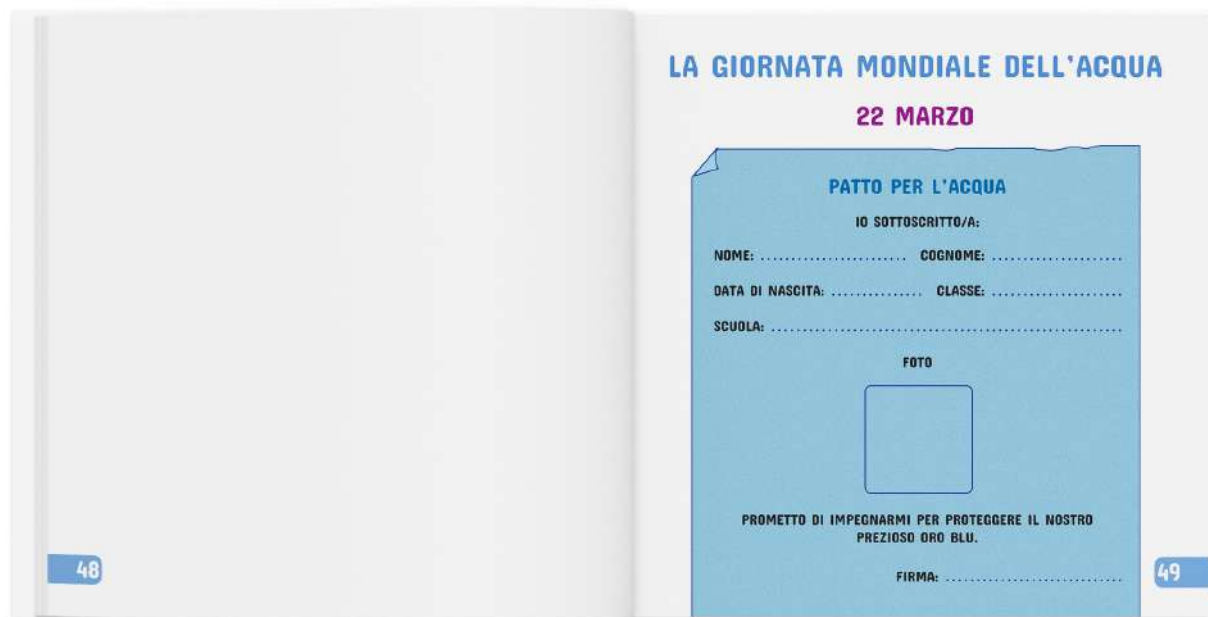 LA GIORNATA MONDIALE DELL'ACQUA
22 MARZO
PATTO PER L'ACQUA
IO SOTTOSCRITTO/A:
NOME: ........................ COGNOME: .....................
DATA DI NASCITA: ............... CLASSE: .....................
SCUOLA: .........................................................
FOTO
PROMETTO DI IMPEGNARMI PER PROTEGGERE IL NOSTRO
PREZIOSO ORO BLU.
FIRMA: .............................
48
49